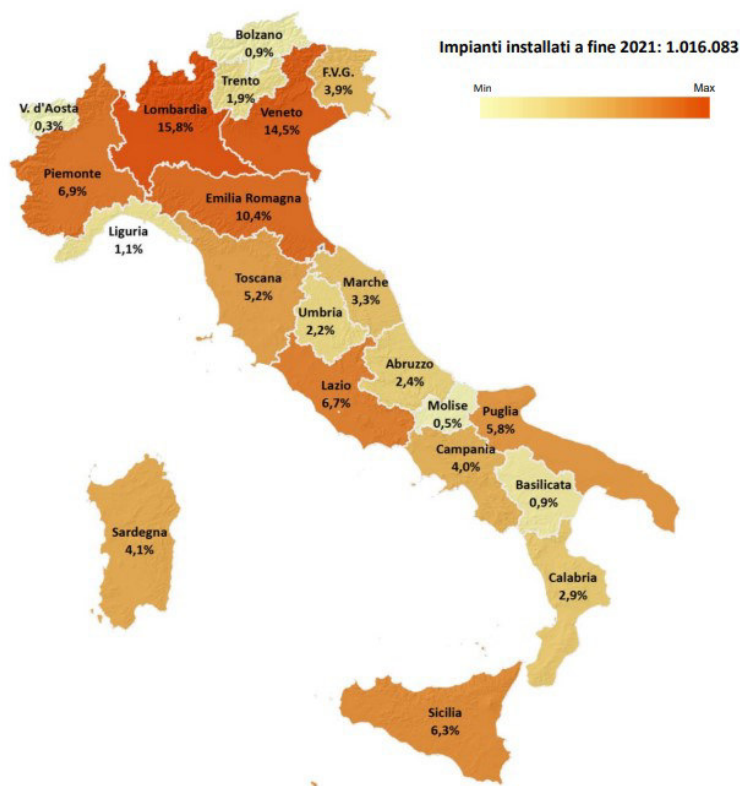 Bolzano
0,9%
Impianti installati a fine 2021: 1.016.083
Trento
1,9%
F.V.G.
3,9%
Min
Max
V. d'Aosta
0,3%
Lombardia
15,8%
Veneto
14,5%
Piemonte
6,9%
Emilia Romagna
10,4%
Liguria
1,1%
Toscana
5,2%
Marche
3,3%
Umbria
2,2%
Abruzzo
2,4%
Lazio
6,7%
Molise
0,5%
Puglia
5,8%
Campania
4,0%
Basilicata
0,9%
Sardegna
4,1%
Calabria
2,9%
Sicilia
6,3%